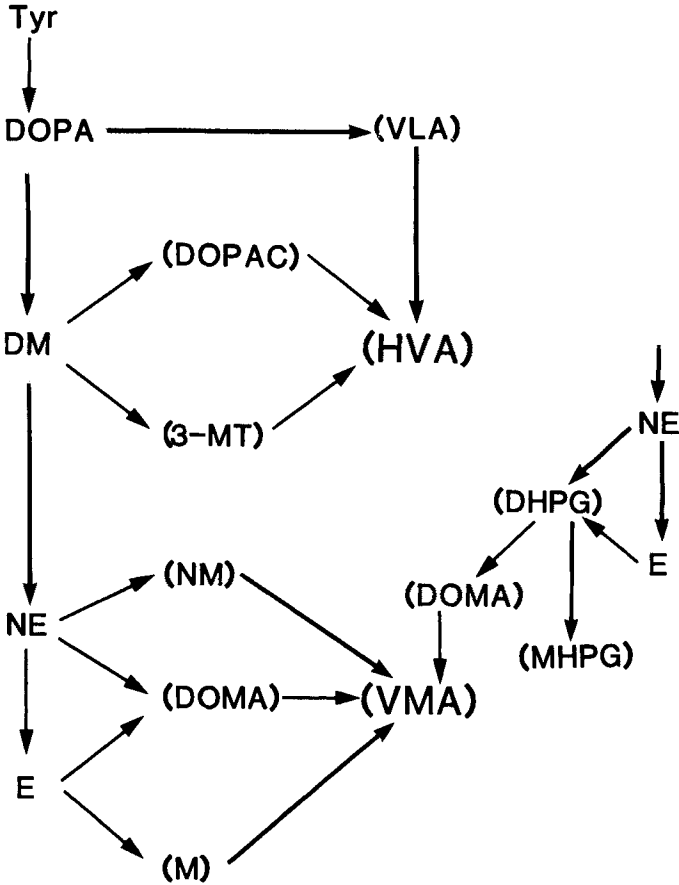 Tyr
DOPA
(VLA)
(DOPAC)
DM
(HVA)
(3-MT)
NE
(DHPG)
(NM)
E
(DOMA)
NE
(MHPG)
(DOMA)
(VMA)
E
(M)